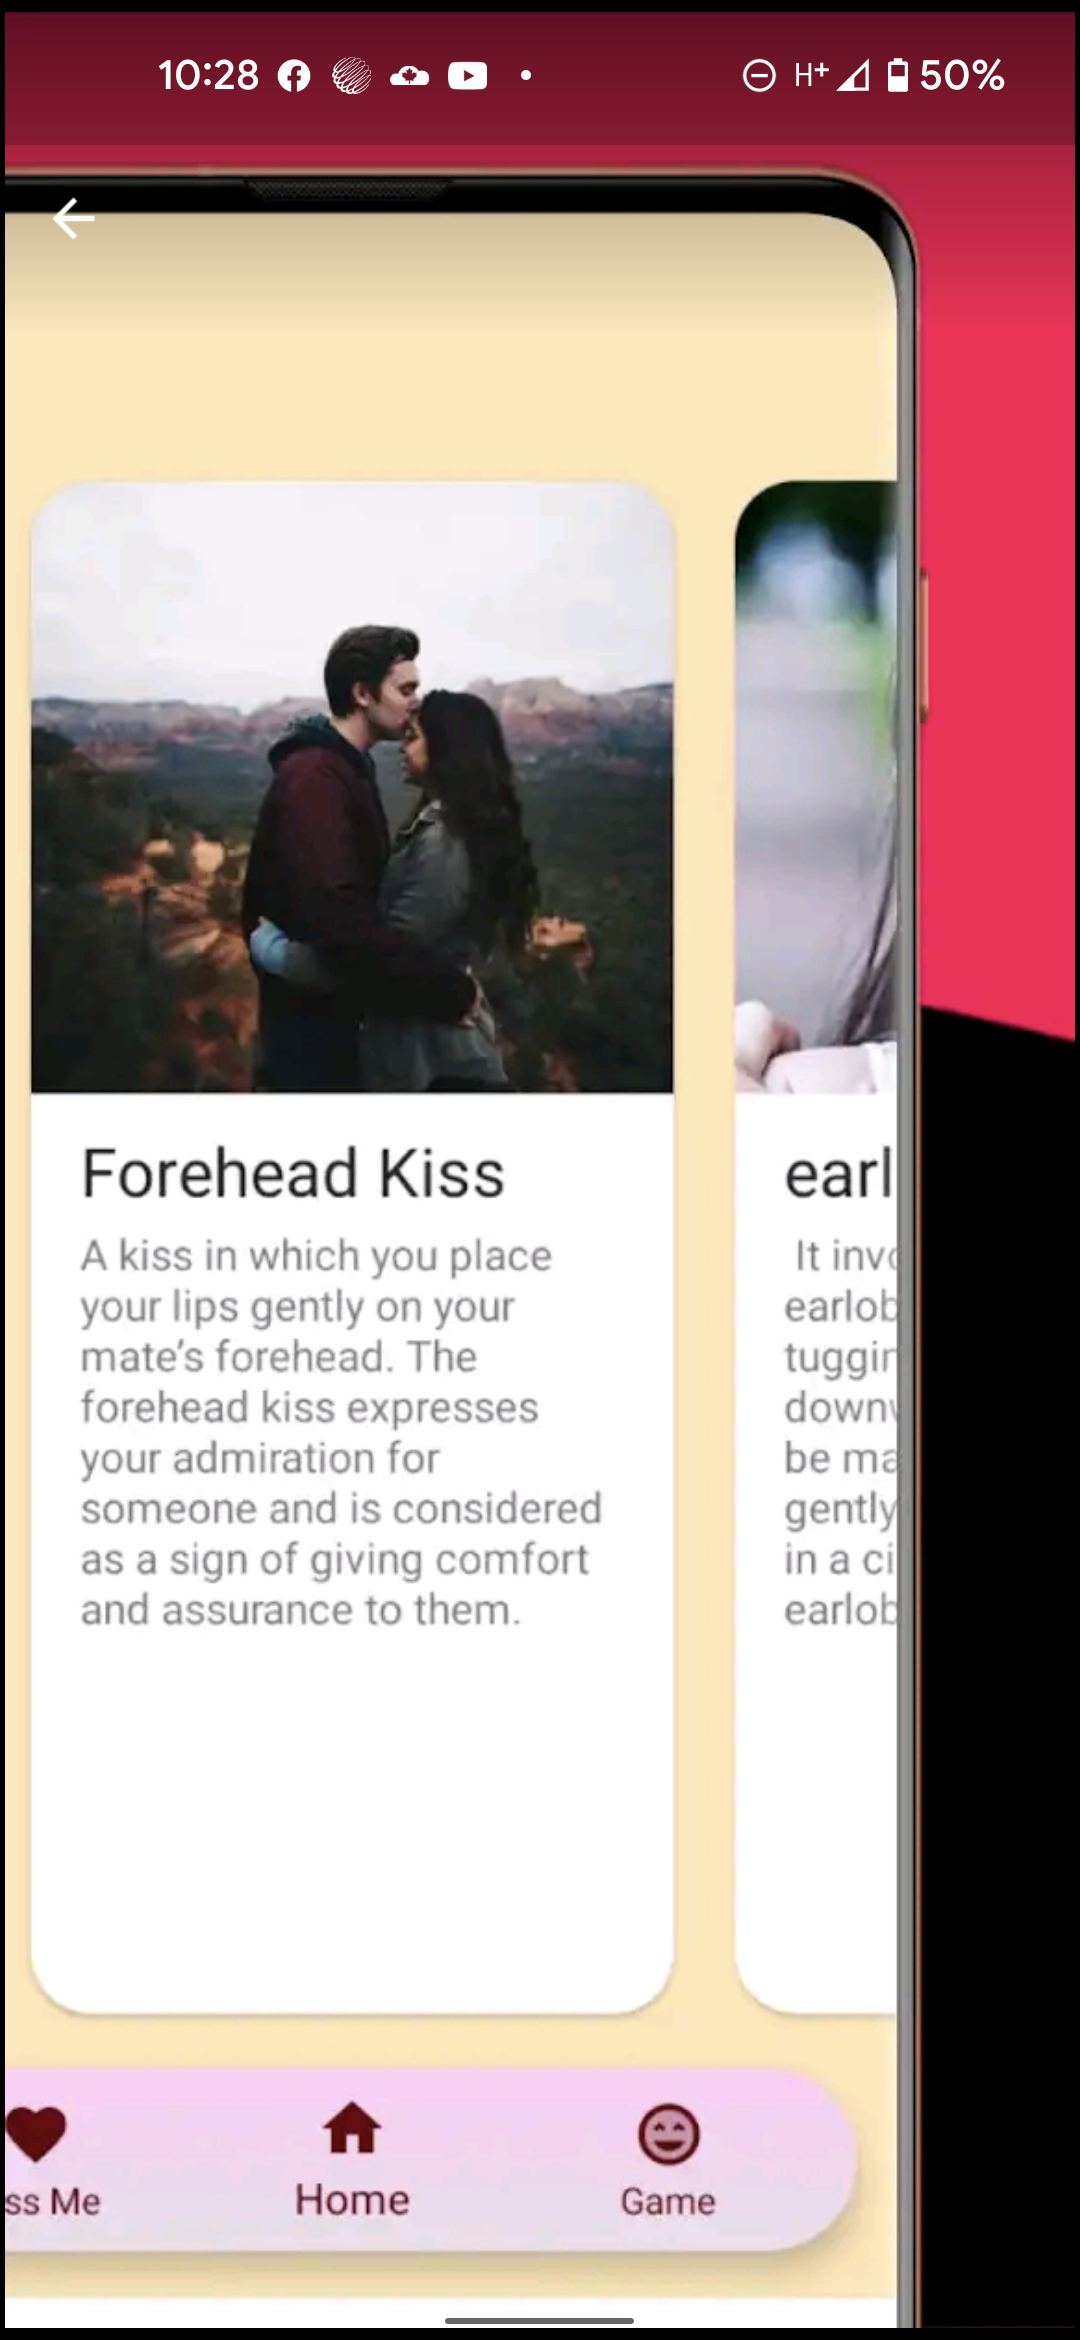 10:28
H+
50%
Forehead Kiss
A kiss in which you place
your lips gently on your
mate’s forehead. The
forehead kiss expresses
your admiration for
someone and is considered
as a sign of giving comfort
and assurance to them.
earl
It inv
earlob
tuggin
down
be ma
gently
in a ci
earlob
ss Me
Home
Game